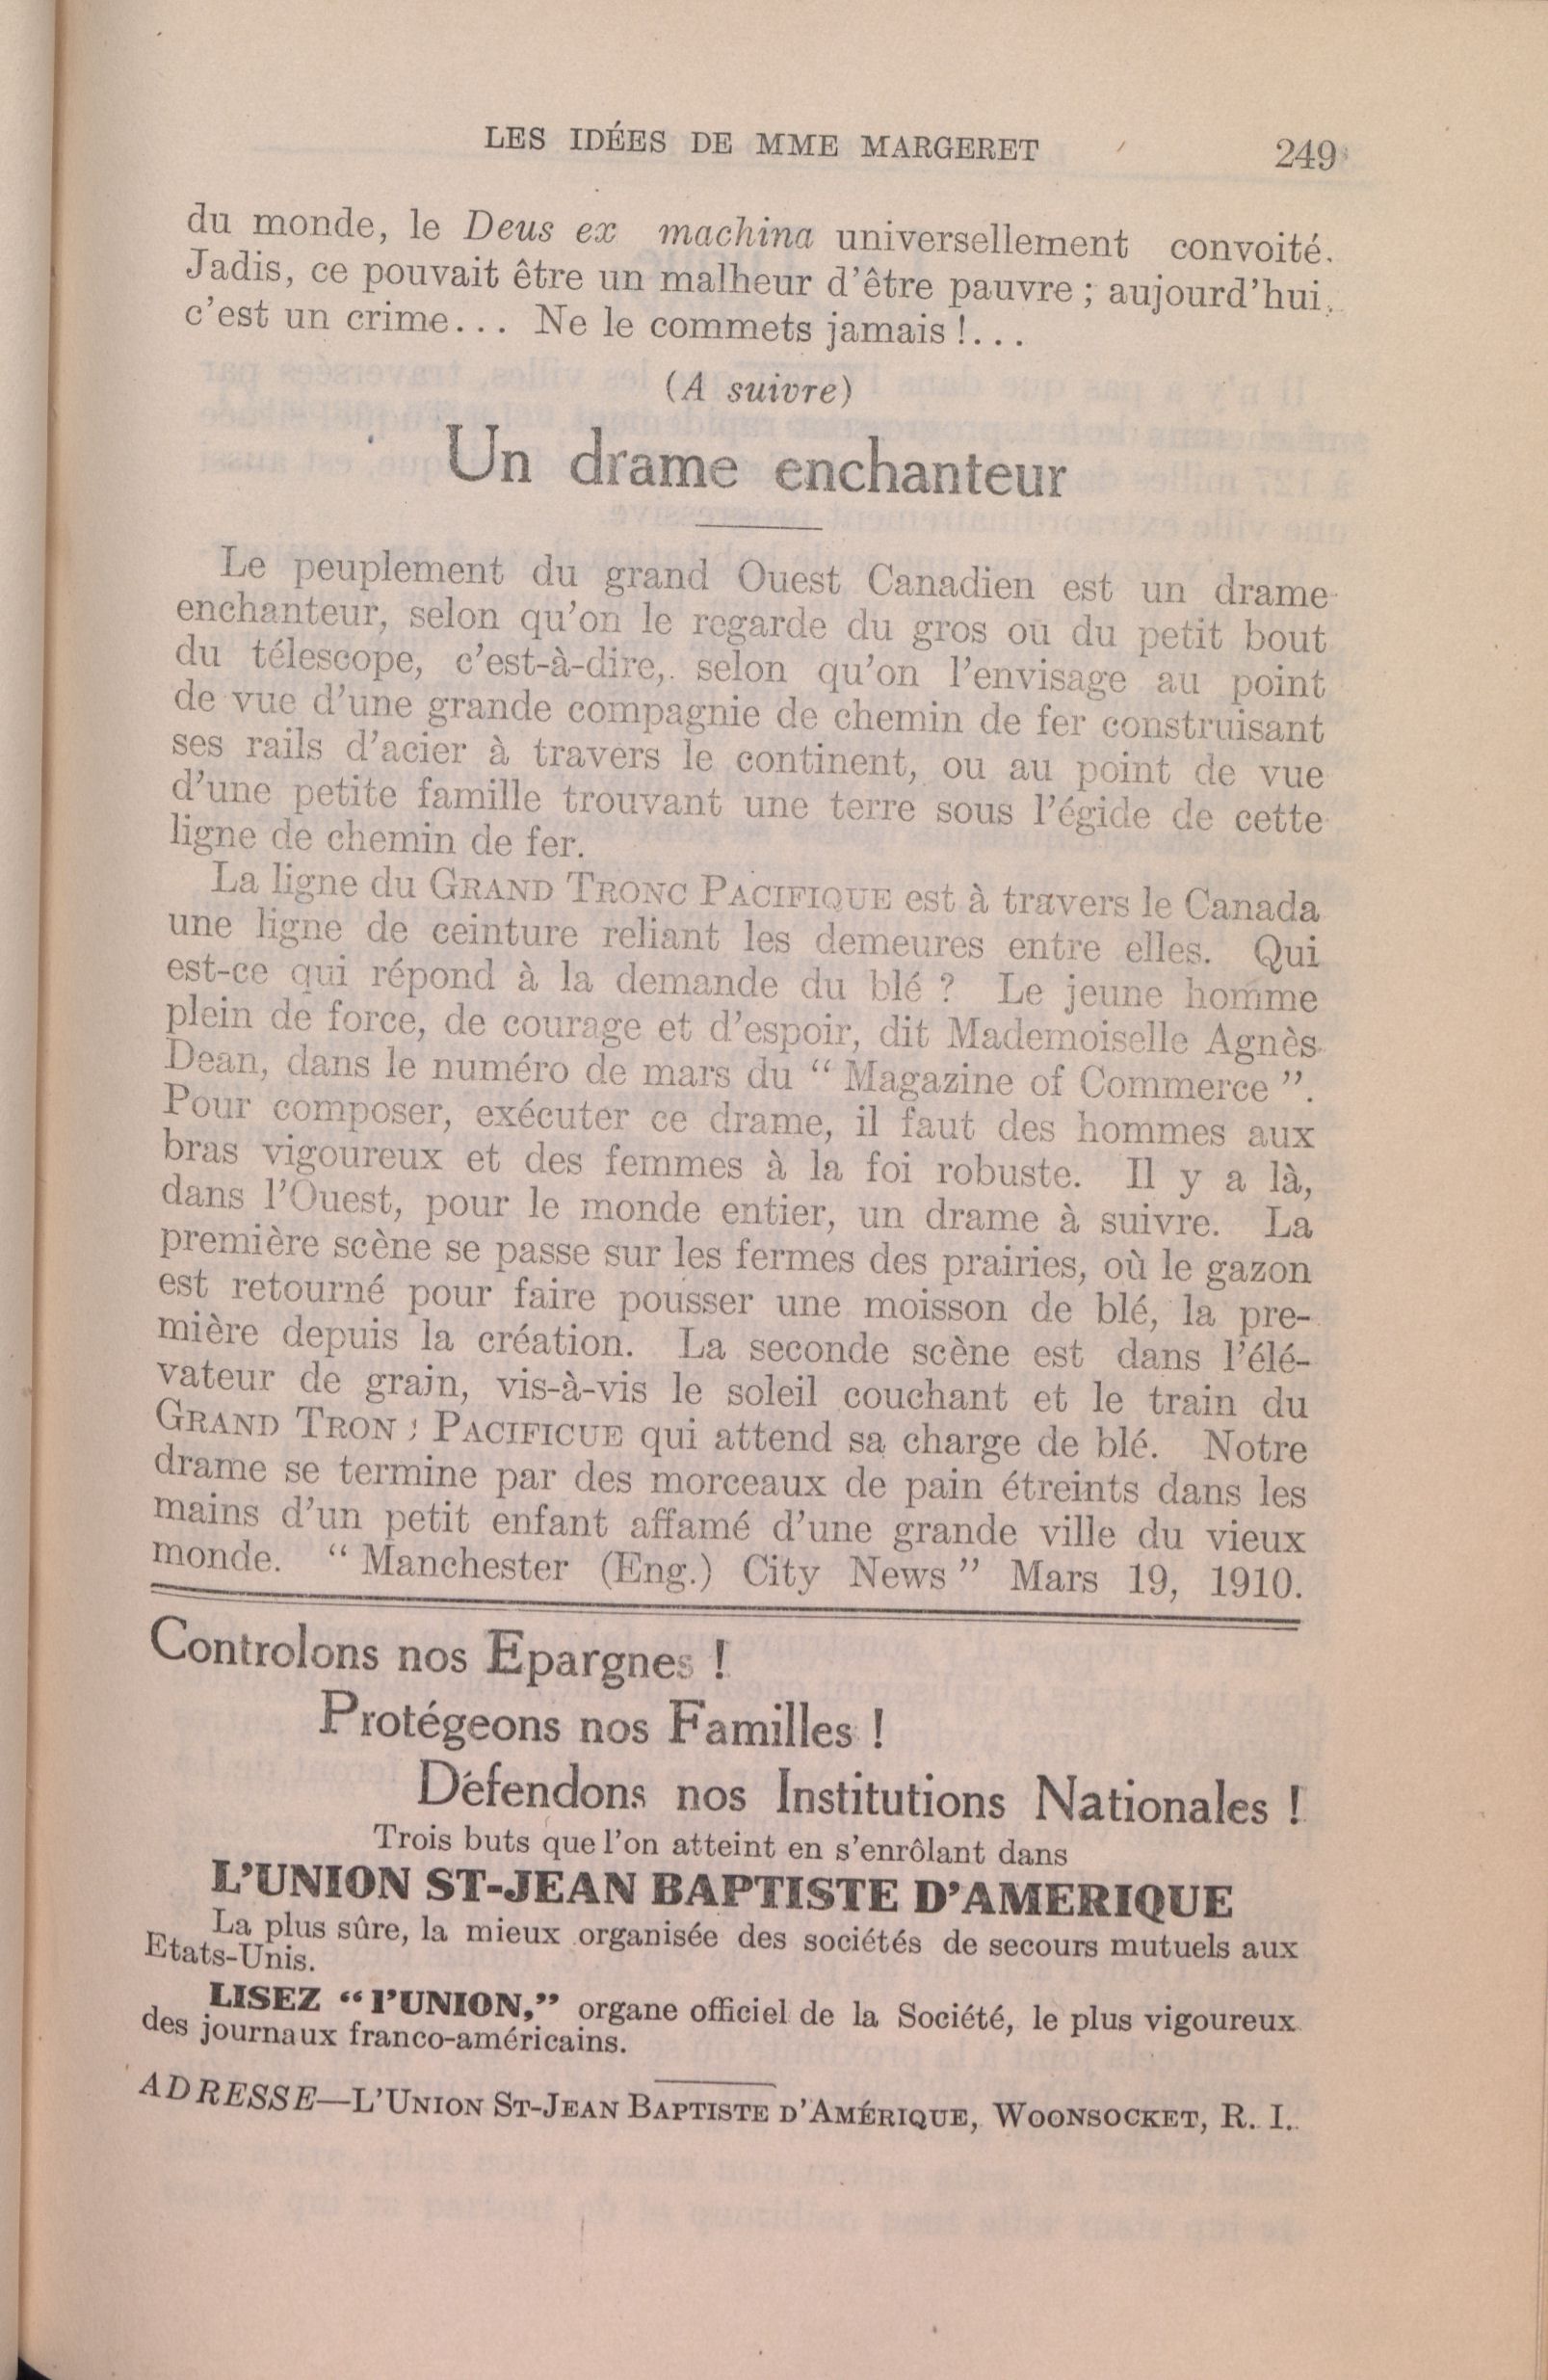 LES IDÉES DE MME MARGERET 249
du monde, le Deus ex machina universellement convoité.
Jadis, ce pouvait être un malheur d'être pauvre ; aujourd'hui,
c'est un crime... Ne le commets jamais !...
(A suivre)
Un drame enchanteur
Le peuplement du grand Ouest Canadien est un drame
enchanteur, selon qu'on le regarde du gros ou du petit bout
du télescope, c'est-à-dire, selon qu'on l'envisage au point
de vue d'une grande compagnie de chemin de fer construisant
ses rails d'acier à travers le continent, ou au point de vue
d'une petite famille trouvant une terre sous l'égide de cette
ligne de chemin de fer.
La ligne du GRAND TRONC PACIFIQUE est à travers le Canada
une ligne de ceinture reliant les demeures entre elles. Qui
est-ce qui répond à la demande du blé ? Le jeune homme
plein de force, de courage et d'espoir, dit Mademoiselle Agnès
Dean, dans le numéro de mars du “ Magazine of Commerce ”.
Pour composer, exécuter ce drame, il faut des hommes aux
bras vigoureux et des femmes à la foi robuste. Il y a là,
dans l'Ouest, pour le monde entier, un drame à suivre. La
première scène se passe sur les fermes des prairies, où le gazon
est retourné pour faire pousser une moisson de blé, la pre-
mière depuis la création. La seconde scène est dans l'élé-
vateur de grain, vis-à-vis le soleil couchant et le train du
GRAND TRON ; PACIFICUE qui attend sa charge de blé. Notre
drame se termine par des morceaux de pain étreints dans les
mains d'un petit enfant affamé d'une grande ville du vieux
monde. “ Manchester (Eng.) City News ” Mars 19, 1910.
Controlons nos Epargnes !
Protégeons nos Familles !
Défendons nos Institutions Nationales !
Trois buts que l'on atteint en s'enrôlant dans
L'UNION ST-JEAN BAPTISTE D'AMERIQUE
La plus sûre, la mieux organisée des sociétés de secours mutuels aux
Etats-Unis.
LISEZ “ l'UNION,” organe officiel de la Société, le plus vigoureux
des journaux franco-américains.
ADRESSE—L'UNION ST-JEAN BAPTISTE D'AMÉRIQUE, WOONSOCKET, R. I.